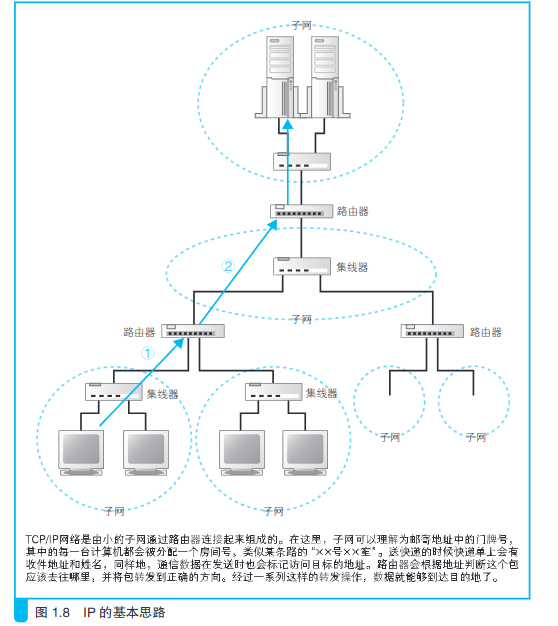 子网
路由器
②
集线器
子网
路由器
路由器
①
集线器
集线器
子网
子网
子网
子网
TCP/IP网络是由小的子网通过路由器连接起来组成的。在这里，子网可以理解为邮寄地址中的门牌号，
其中的每一台计算机都会被分配一个房间号，类似某条路的“××号××室”。送快递的时候快递单上会有
收件地址和姓名，同样地，通信数据在发送时也会标记访问目标的地址。路由器会根据地址判断这个包
应该去往哪里，并将包转发到正确的方向。经过一系列这样的转发操作，数据就能够到达目的地了。
图 1.8 IP 的基本思路